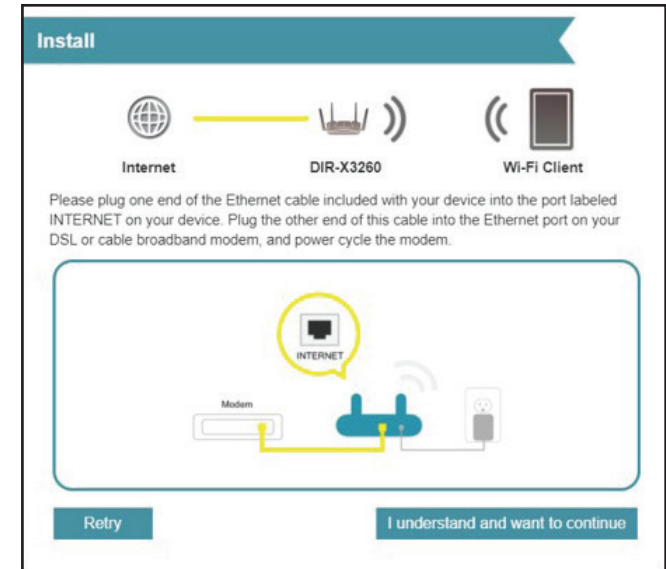 Install
Internet
DIR-X3260
Wi-Fi Client
Please plug one end of the Ethernet cable included with your device into the port labeled
INTERNET on your device. Plug the other end of this cable into the Ethernet port on your
DSL or cable broadband modem, and power cycle the modem.
INTERNET
Modem
Retry
I understand and want to continue